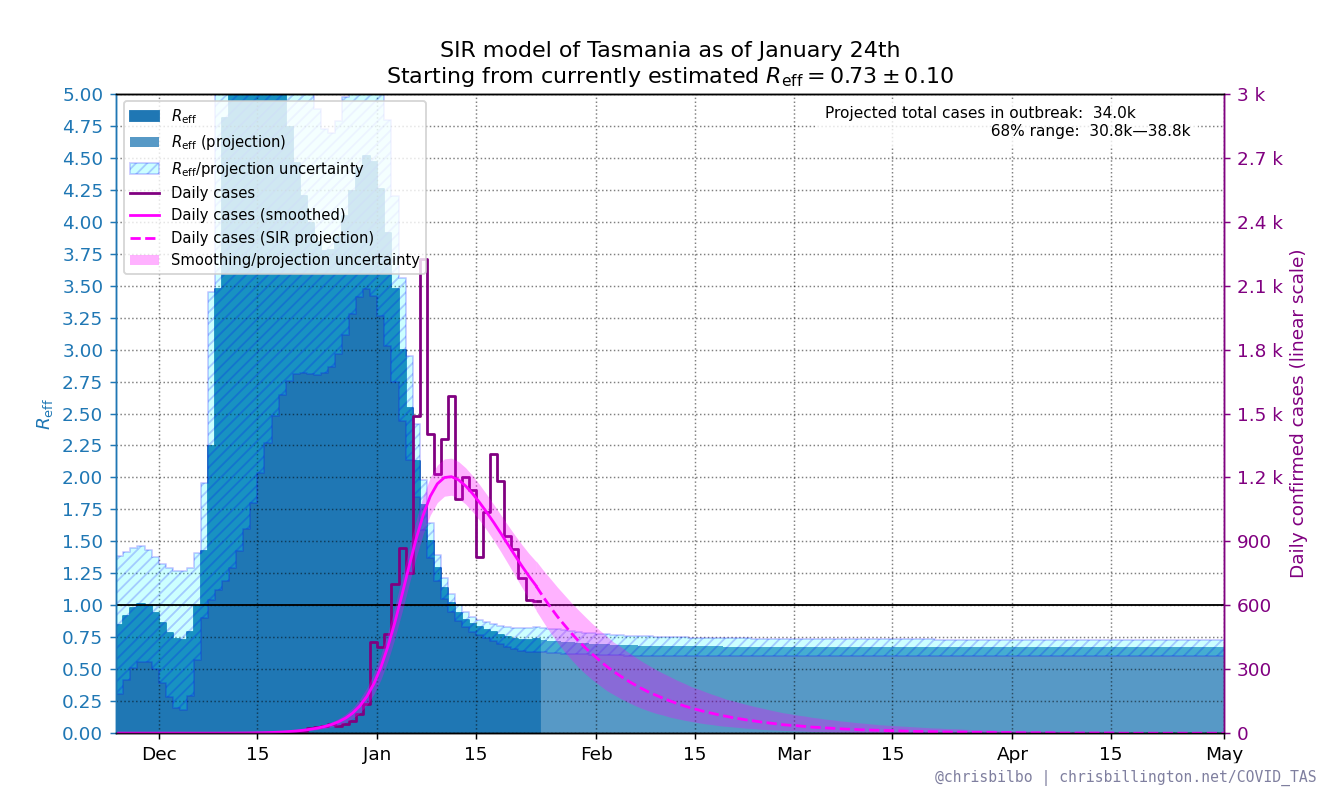 SIR model of Tasmania as of January 24th
Starting from currently estimated R_eff = 0.73 ± 0.10
Projected total cases in outbreak: 34.0k
68% range: 30.8k—38.8k
R_eff
R_eff (projection)
R_eff/projection uncertainty
Daily cases
Daily cases (smoothed)
Daily cases (SIR projection)
Smoothing/projection uncertainty
5.00
4.75
4.50
4.25
4.00
3.75
3.50
3.25
3.00
2.75
2.50
2.25
2.00
1.75
1.50
1.25
1.00
0.75
0.50
0.25
0.00
R_eff
3 k
2.7 k
2.4 k
2.1 k
1.8 k
1.5 k
1.2 k
900
600
300
0
Daily confirmed cases (linear scale)
Dec 15 Jan 15 Feb 15 Mar 15 Apr 15 May
@chrisbilbo | chrisbillington.net/COVID_TAS